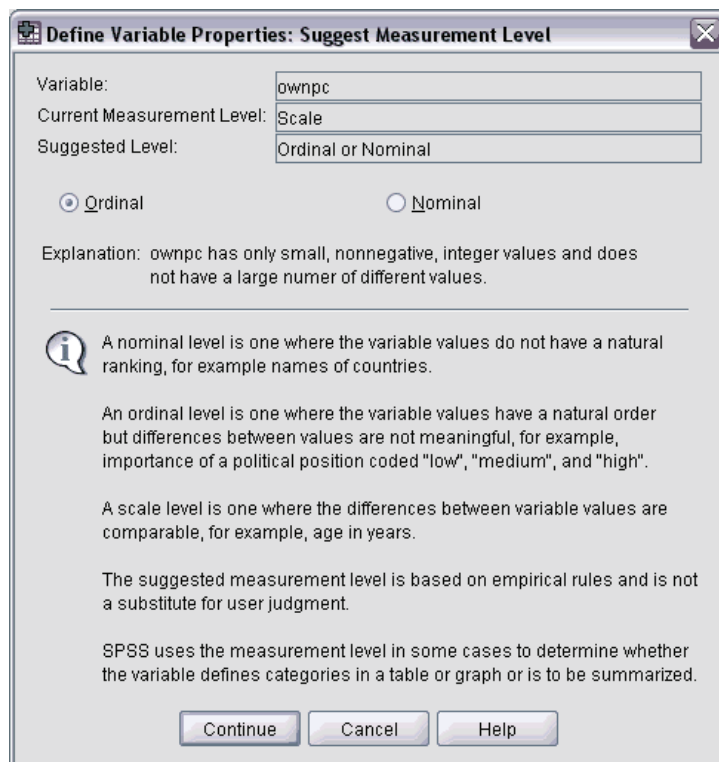 Define Variable Properties: Suggest Measurement Level
Variable: ownpc
Current Measurement Level: Scale
Suggested Level: Ordinal or Nominal
Ordinal Nominal
Explanation: ownpc has only small, nonnegative, integer values and does
not have a large numer of different values.
A nominal level is one where the variable values do not have a natural
ranking, for example names of countries.
An ordinal level is one where the variable values have a natural order
but differences between values are not meaningful, for example,
importance of a political position coded "low", "medium", and "high".
A scale level is one where the differences between variable values are
comparable, for example, age in years.
The suggested measurement level is based on empirical rules and is not
a substitute for user judgment.
SPSS uses the measurement level in some cases to determine whether
the variable defines categories in a table or graph or is to be summarized.
Continue Cancel Help